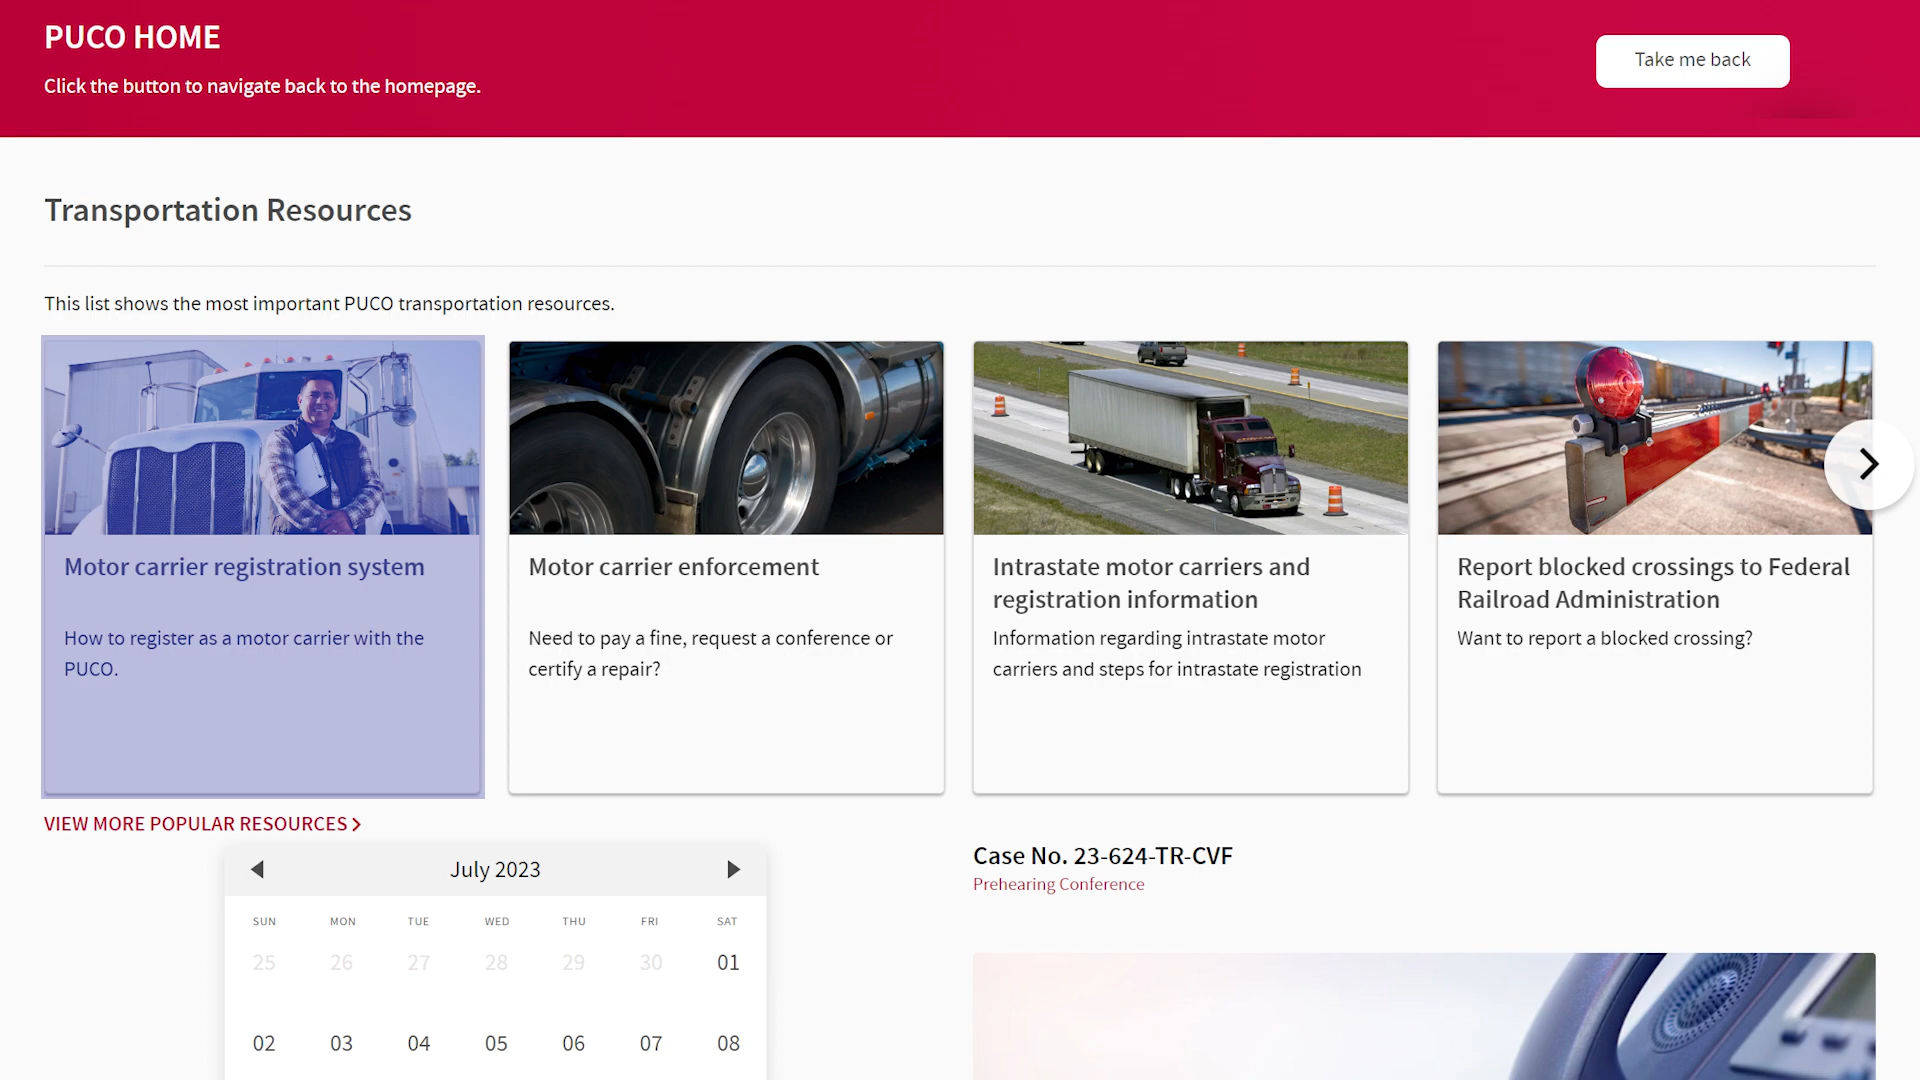 PUCO HOME
Click the button to navigate back to the homepage.
Take me back
Transportation Resources
This list shows the most important PUCO transportation resources.
Motor carrier registration system
How to register as a motor carrier with the
PUCO.
Motor carrier enforcement
Need to pay a fine, request a conference or
certify a repair?
Intrastate motor carriers and
registration information
Information regarding intrastate motor
carriers and steps for intrastate registration
Report blocked crossings to Federal
Railroad Administration
Want to report a blocked crossing?
VIEW MORE POPULAR RESOURCES
July 2023
SUN MON TUE WED THU FRI SAT
25 26 27 28 29 30 01
02 03 04 05 06 07 08
Case No. 23-624-TR-CVF
Prehearing Conference